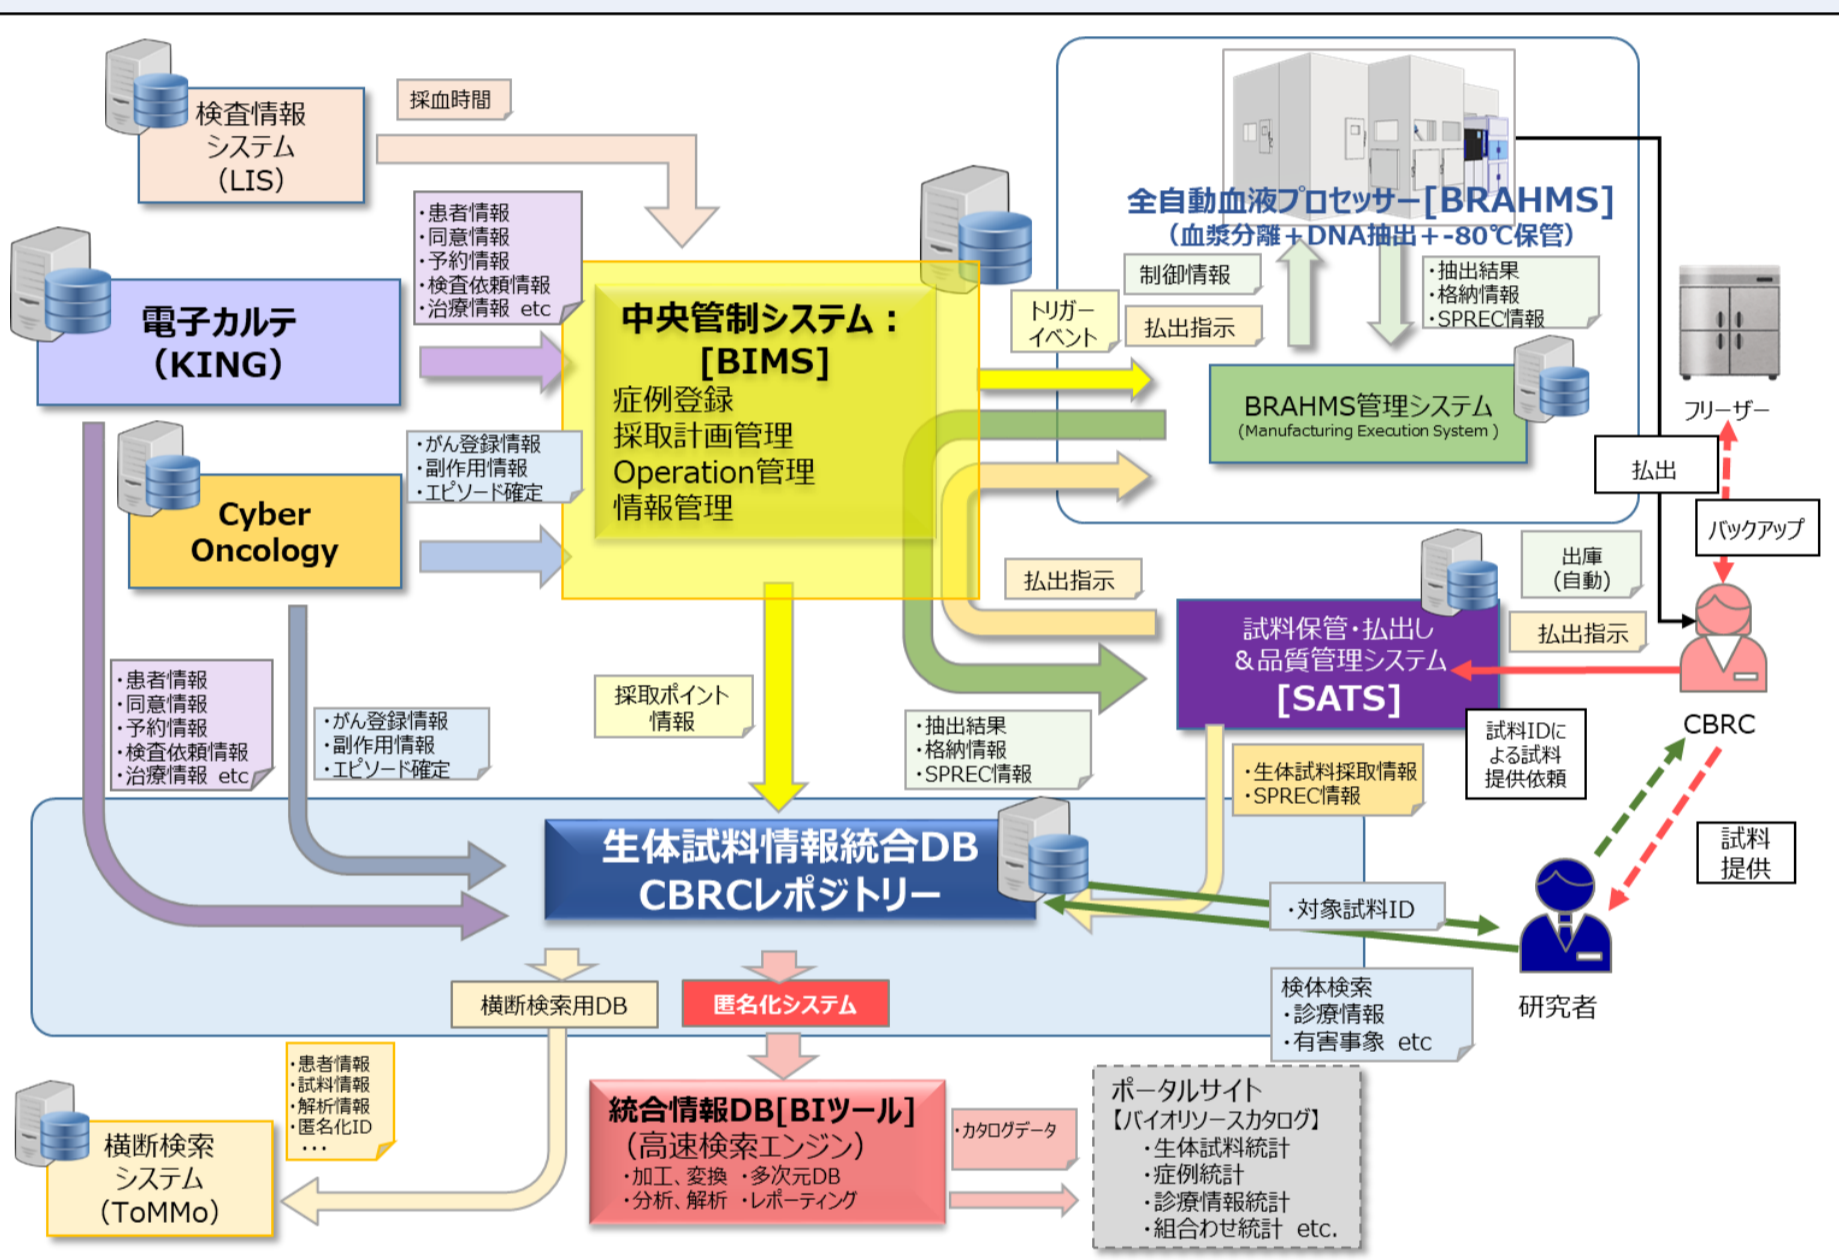 検査情報
システム
(LIS)
採血時間
電子カルテ
(KING)
・患者情報
・同意情報
・予約情報
・検査依頼情報
・治療情報 etc
Cyber
Oncology
・がん登録情報
・副作用情報
・エピソード確定
中央管制システム：
[BIMS]
症例登録
採取計画管理
Operation管理
情報管理
全自動血液プロセッサー[BRAHMS]
(血漿分離＋DNA抽出＋-80℃保管)
制御情報
払出指示
・抽出結果
・格納情報
・SPREC情報
トリガー
イベント
BRAHMS管理システム
(Manufacturing Execution System )
フリーザー
払出
バックアップ
払出指示
出庫
(自動)
払出指示
試料保管・払出し
＆品質管理システム
[SATS]
CBRC
試料IDに
よる試料
提供依頼
試料
提供
・患者情報
・同意情報
・予約情報
・検査依頼情報
・治療情報 etc
・がん登録情報
・副作用情報
・エピソード確定
採取ポイント
情報
・抽出結果
・格納情報
・SPREC情報
・生体試料採取情報
・SPREC情報
生体試料情報統合DB
CBRCレポジトリー
・対象試料ID
研究者
検体検索
・診療情報
・有害事象 etc
横断検索用DB
匿名化システム
・患者情報
・試料情報
・解析情報
・匿名化ID
…
横断検索
システム
(ToMMo)
統合情報DB[BIツール]
(高速検索エンジン)
・加工、変換 ・多次元DB
・分析、解析 ・レポーティング
・カタログデータ
ポータルサイト
【バイオリソースカタログ】
・生体試料統計
・症例統計
・診療情報統計
・組合わせ統計 etc.